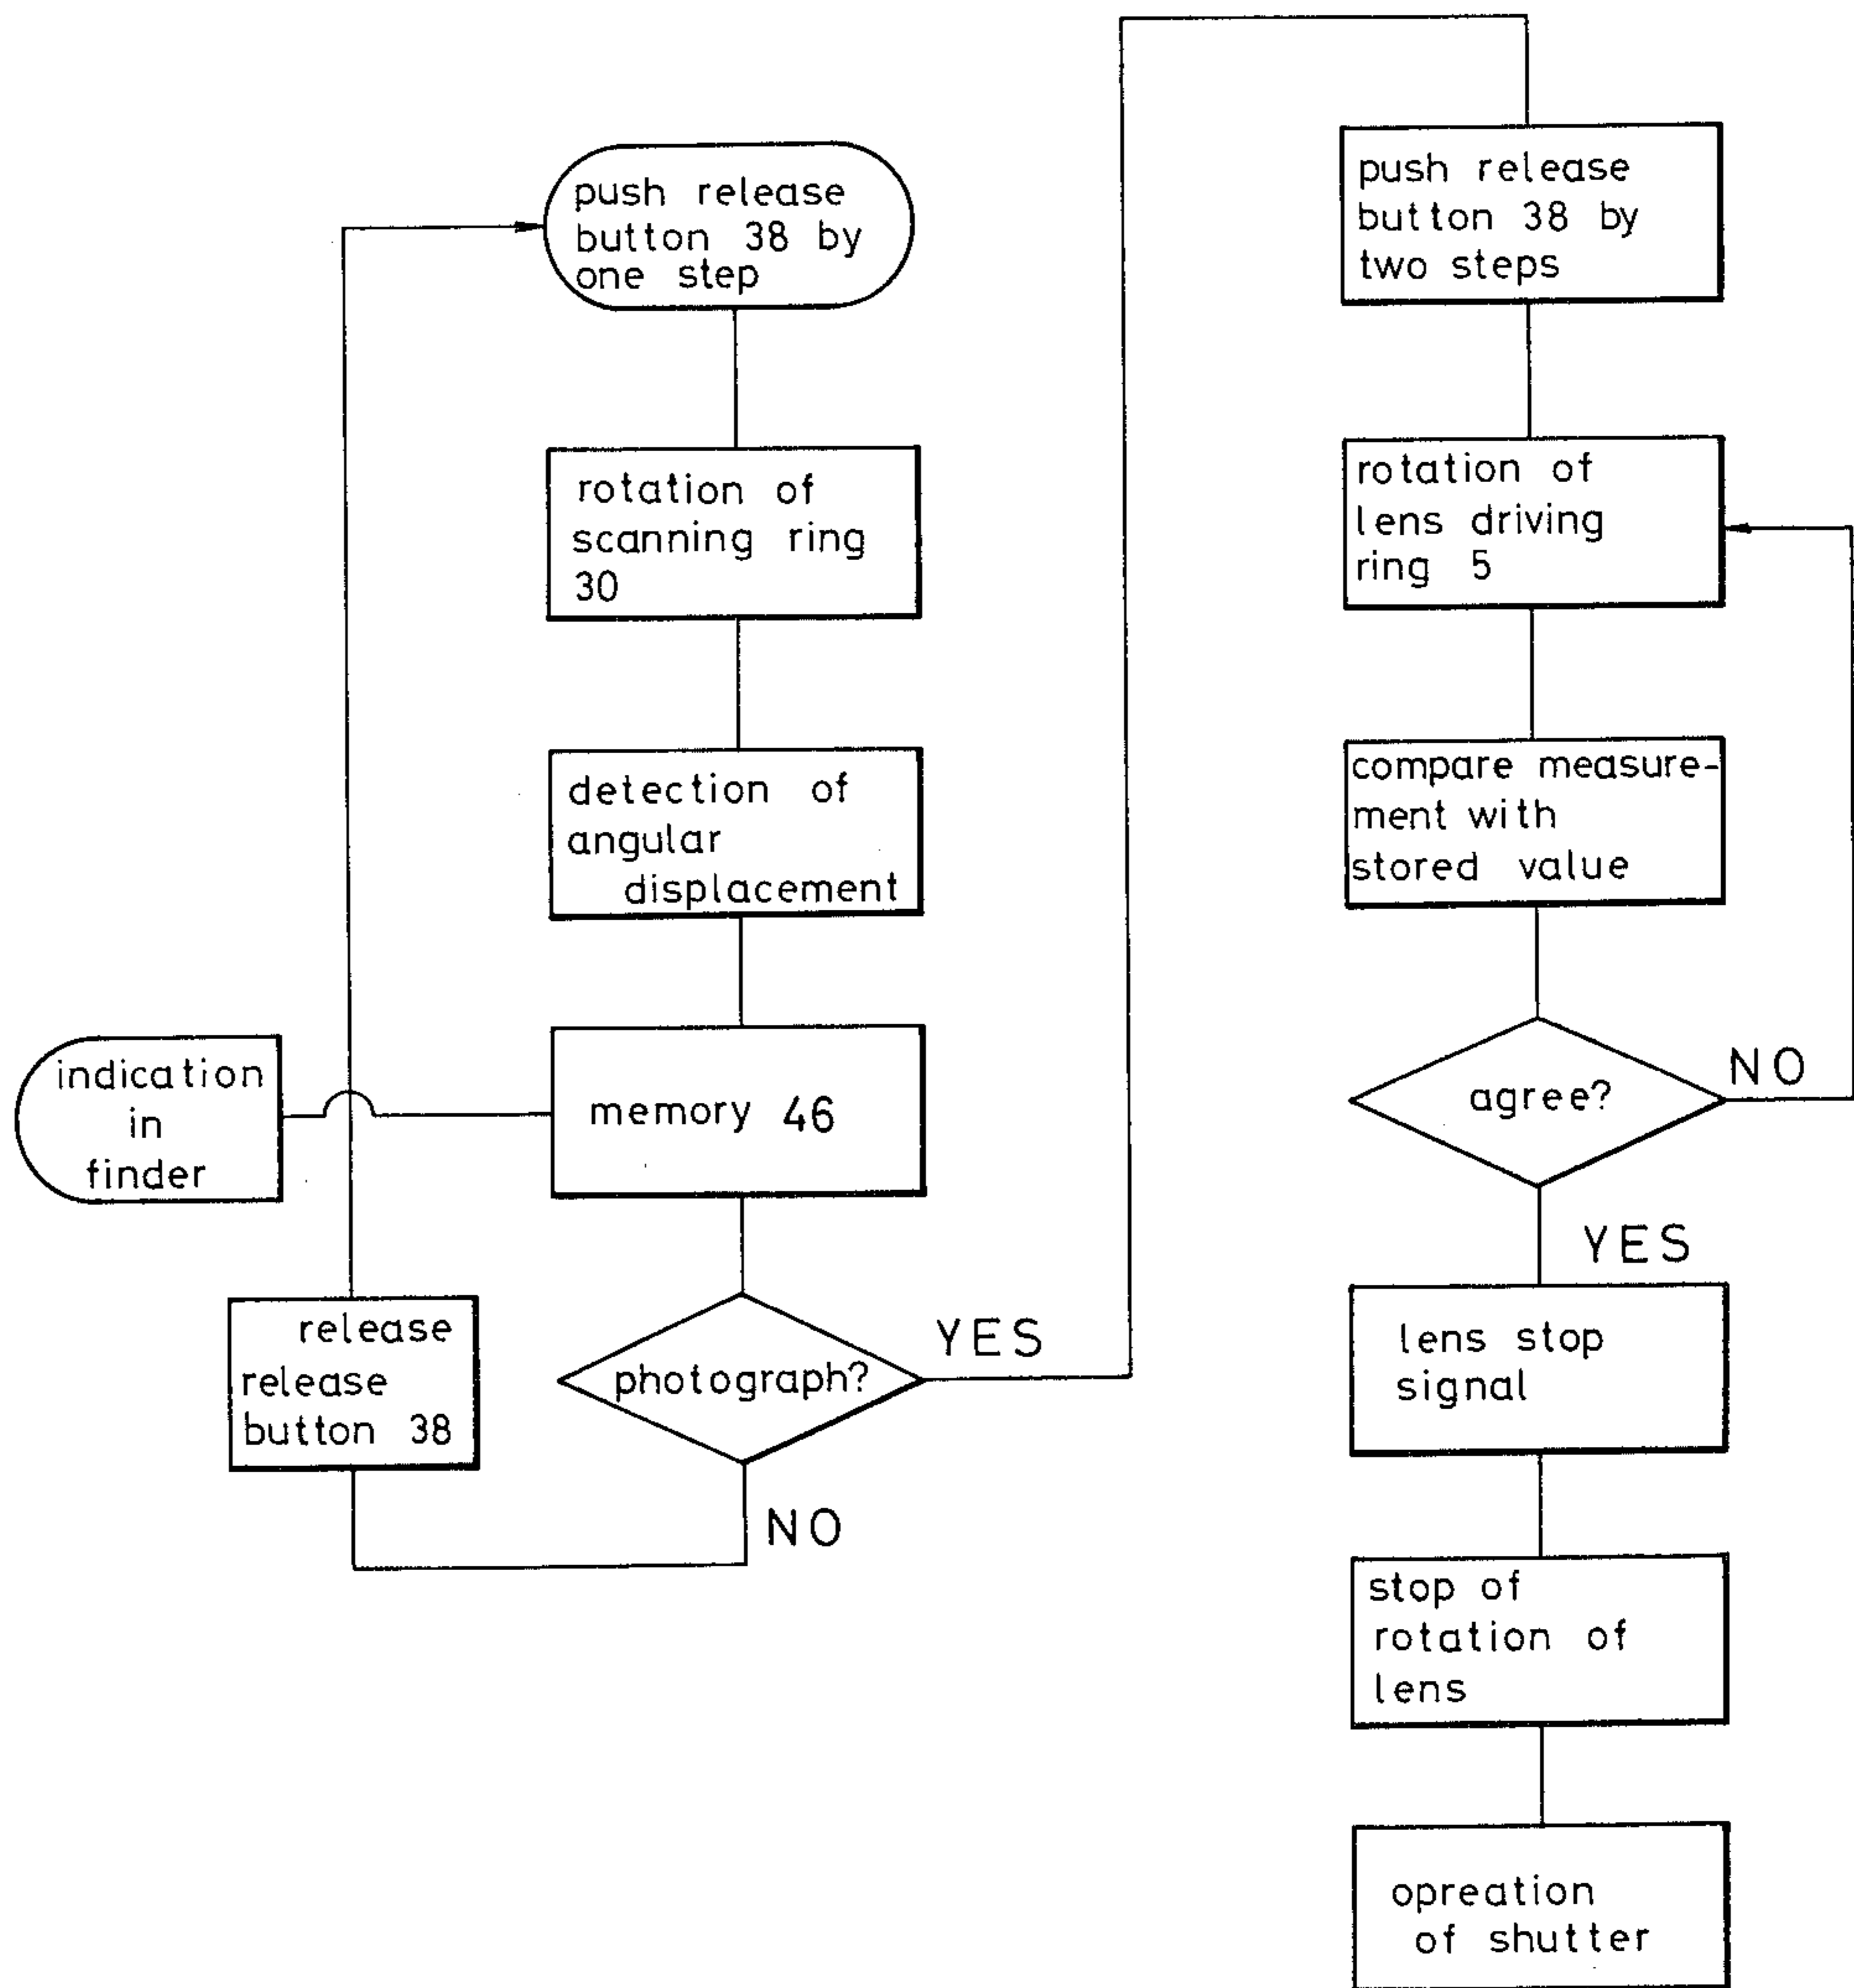 push release
button 38 by
one step
rotation of
scanning ring
30
detection of
angular
displacement
indication
in
finder
memory 46
release
release
button 38
photograph?
YES
NO
push release
button 38 by
two steps
rotation of
lens driving
ring 5
compare measure-
ment with
stored value
agree?
NO
YES
lens stop
signal
stop of
rotation of
lens
opreation
of shutter